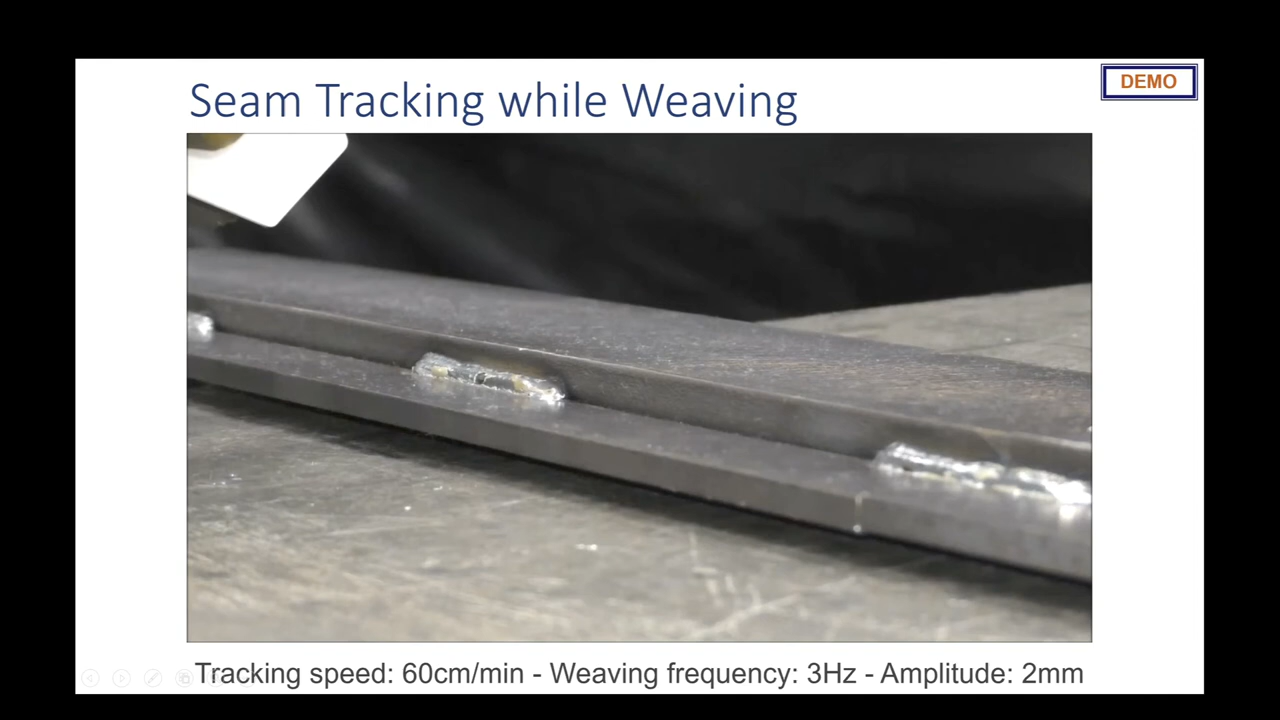 DEMO
Seam Tracking while Weaving
Tracking speed: 60cm/min - Weaving frequency: 3Hz - Amplitude: 2mm